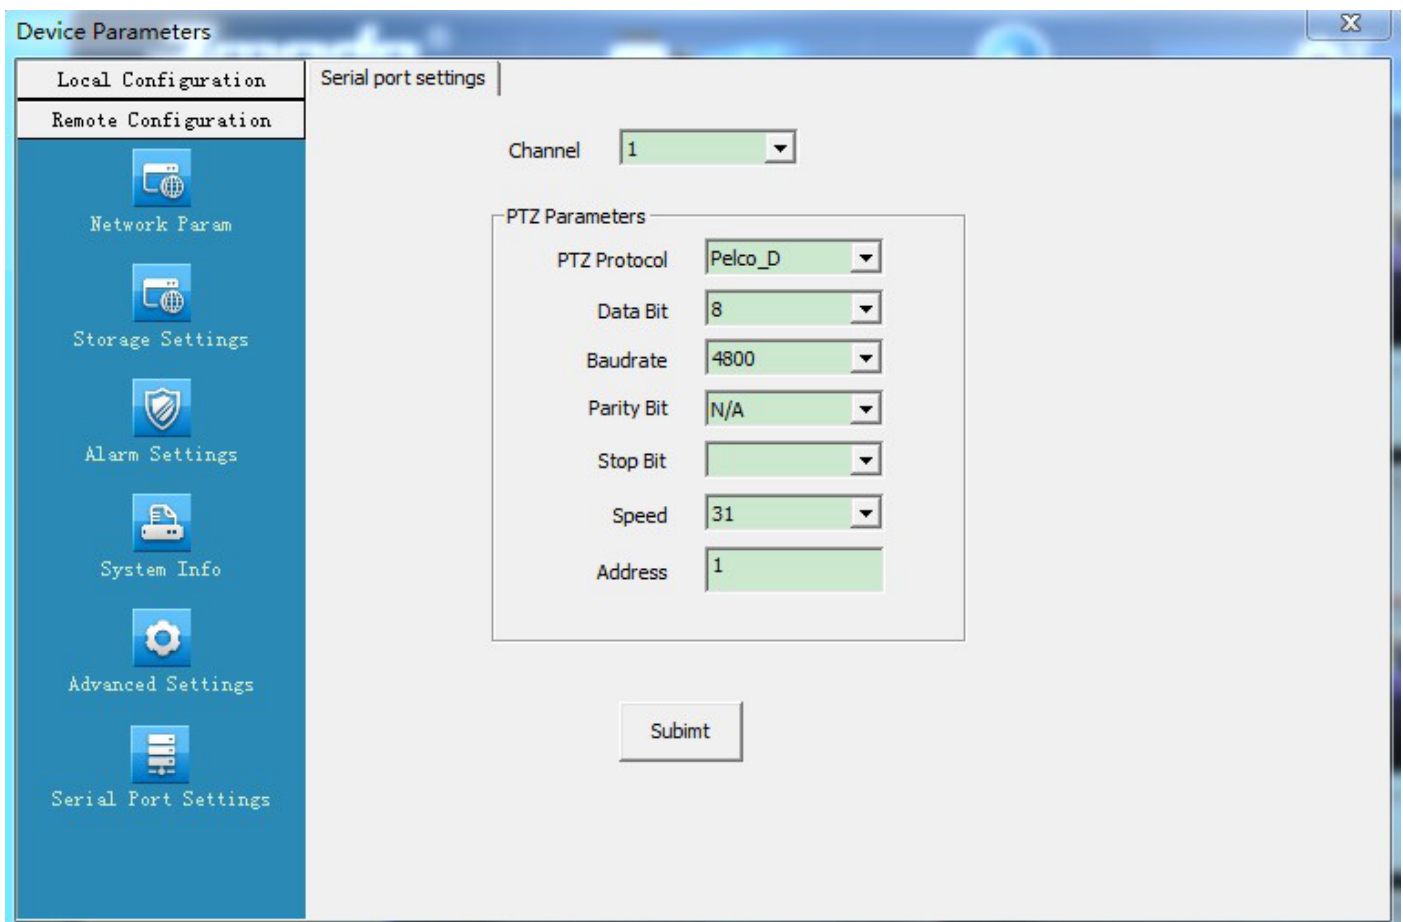 Device Parameters
Local Configuration
Remote Configuration
Network Param
Storage Settings
Alarm Settings
System Info
Advanced Settings
Serial Port Settings
Serial port settings
Channel 1
PTZ Parameters
PTZ Protocol Pelco_D
Data Bit 8
Baudrate 4800
Parity Bit N/A
Stop Bit
Speed 31
Address 1
Subimt